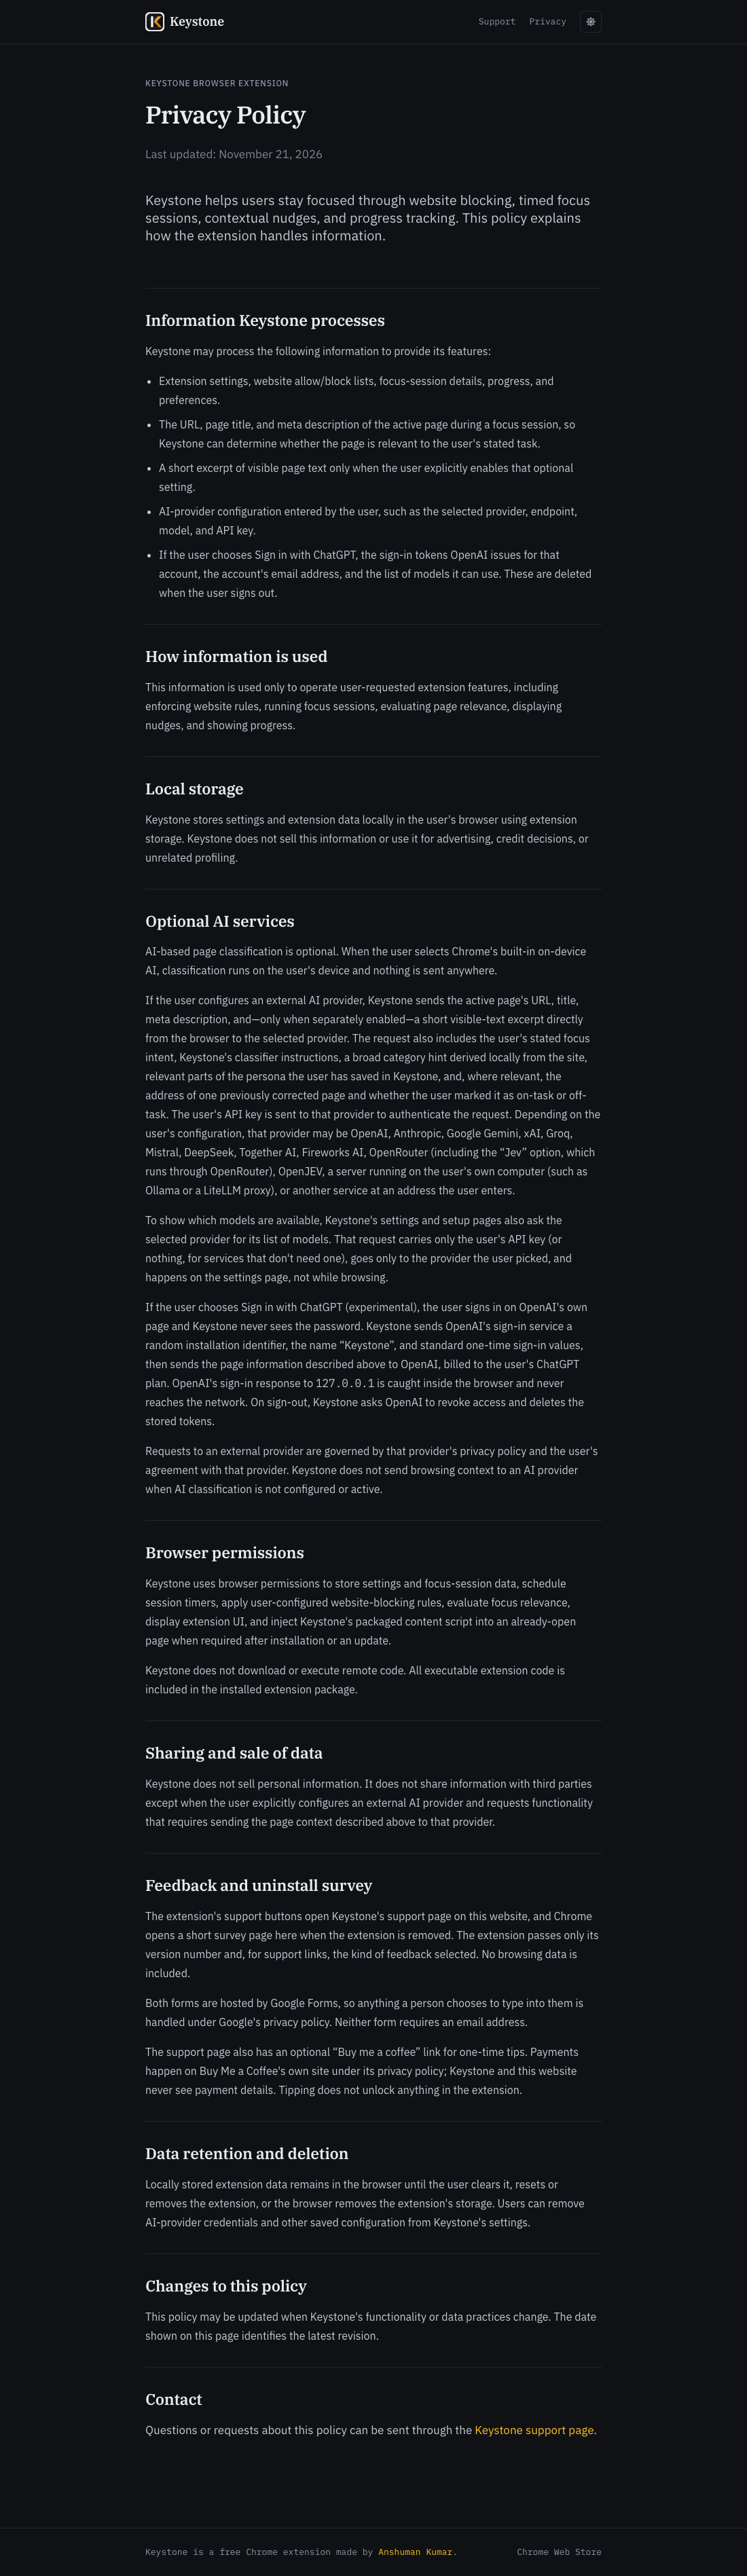 Keystone
Support Privacy
KEYSTONE BROWSER EXTENSION
Privacy Policy
Last updated: November 21, 2026
Keystone helps users stay focused through website blocking, timed focus
sessions, contextual nudges, and progress tracking. This policy explains
how the extension handles information.
Information Keystone processes
Keystone may process the following information to provide its features:
• Extension settings, website allow/block lists, focus-session details, progress, and
preferences.
• The URL, page title, and meta description of the active page during a focus session, so
Keystone can determine whether the page is relevant to the user's stated task.
• A short excerpt of visible page text only when the user explicitly enables that optional
setting.
• AI-provider configuration entered by the user, such as the selected provider, endpoint,
model, and API key.
• If the user chooses Sign in with ChatGPT, the sign-in tokens OpenAI issues for that
account, the account's email address, and the list of models it can use. These are deleted
when the user signs out.
How information is used
This information is used only to operate user-requested extension features, including
enforcing website rules, running focus sessions, evaluating page relevance, displaying
nudges, and showing progress.
Local storage
Keystone stores settings and extension data locally in the user's browser using extension
storage. Keystone does not sell this information or use it for advertising, credit decisions, or
unrelated profiling.
Optional AI services
AI-based page classification is optional. When the user selects Chrome's built-in on-device
AI, classification runs on the user's device and nothing is sent anywhere.
If the user configures an external AI provider, Keystone sends the active page's URL, title,
meta description, and—only when separately enabled—a short visible-text excerpt directly
from the browser to the selected provider. The request also includes the user's stated focus
intent, Keystone's classifier instructions, a broad category hint derived locally from the site,
relevant parts of the persona the user has saved in Keystone, and, where relevant, the
address of one previously corrected page and whether the user marked it as on-task or off-
task. The user's API key is sent to that provider to authenticate the request. Depending on the
user's configuration, that provider may be OpenAI, Anthropic, Google Gemini, xAI, Groq,
Mistral, DeepSeek, Together AI, Fireworks AI, OpenRouter (including the “Jev” option, which
runs through OpenRouter), OpenJEV, a server running on the user's own computer (such as
Ollama or a LiteLLM proxy), or another service at an address the user enters.
To show which models are available, Keystone's settings and setup pages also ask the
selected provider for its list of models. That request carries only the user's API key (or
nothing, for services that don't need one), goes only to the provider the user picked, and
happens on the settings page, not while browsing.
If the user chooses Sign in with ChatGPT (experimental), the user signs in on OpenAI's own
page and Keystone never sees the password. Keystone sends OpenAI's sign-in service a
random installation identifier, the name “Keystone”, and standard one-time sign-in values,
then sends the page information described above to OpenAI, billed to the user's ChatGPT
plan. OpenAI's sign-in response to 127.0.0.1 is caught inside the browser and never
reaches the network. On sign-out, Keystone asks OpenAI to revoke access and deletes the
stored tokens.
Requests to an external provider are governed by that provider's privacy policy and the user's
agreement with that provider. Keystone does not send browsing context to an AI provider
when AI classification is not configured or active.
Browser permissions
Keystone uses browser permissions to store settings and focus-session data, schedule
session timers, apply user-configured website-blocking rules, evaluate focus relevance,
display extension UI, and inject Keystone's packaged content script into an already-open
page when required after installation or an update.
Keystone does not download or execute remote code. All executable extension code is
included in the installed extension package.
Sharing and sale of data
Keystone does not sell personal information. It does not share information with third parties
except when the user explicitly configures an external AI provider and requests functionality
that requires sending the page context described above to that provider.
Feedback and uninstall survey
The extension's support buttons open Keystone's support page on this website, and Chrome
opens a short survey page here when the extension is removed. The extension passes only its
version number and, for support links, the kind of feedback selected. No browsing data is
included.
Both forms are hosted by Google Forms, so anything a person chooses to type into them is
handled under Google's privacy policy. Neither form requires an email address.
The support page also has an optional “Buy me a coffee” link for one-time tips. Payments
happen on Buy Me a Coffee's own site under its privacy policy; Keystone and this website
never see payment details. Tipping does not unlock anything in the extension.
Data retention and deletion
Locally stored extension data remains in the browser until the user clears it, resets or
removes the extension, or the browser removes the extension's storage. Users can remove
AI-provider credentials and other saved configuration from Keystone's settings.
Changes to this policy
This policy may be updated when Keystone's functionality or data practices change. The date
shown on this page identifies the latest revision.
Contact
Questions or requests about this policy can be sent through the Keystone support page.
Keystone is a free Chrome extension made by Anshuman Kumar. Chrome Web Store